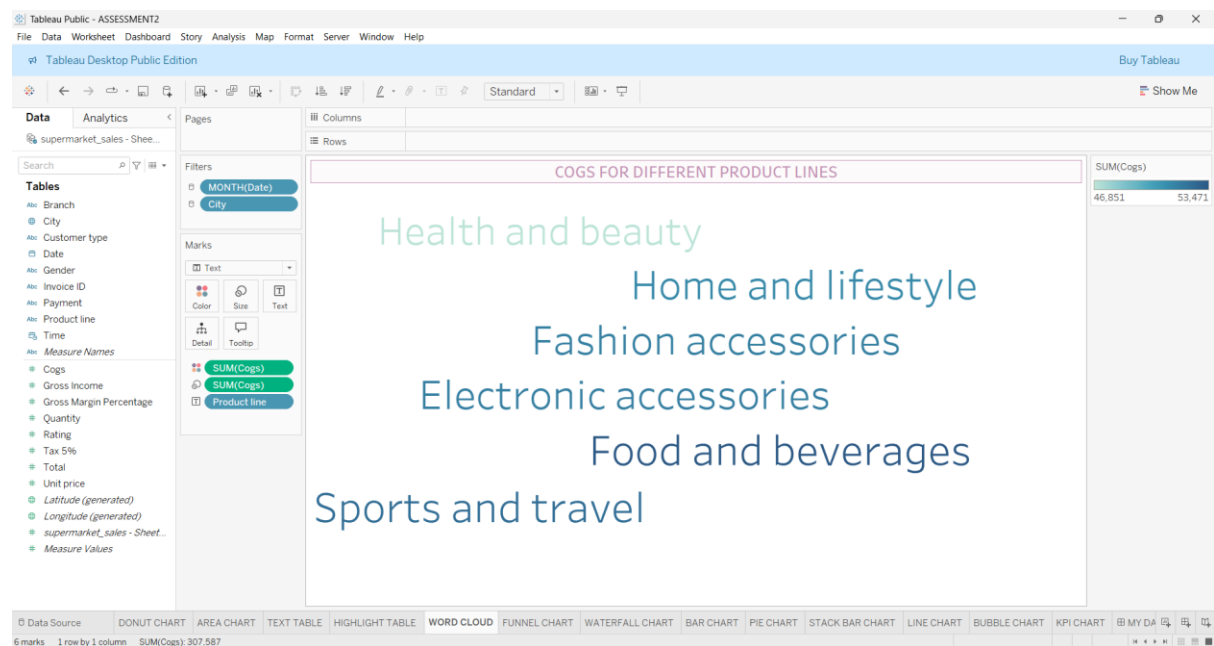 Tableau Public - ASSESSMENT2
File Data Worksheet Dashboard Story Analysis Map Format Server Window Help
Tableau Desktop Public Edition Buy Tableau
Standard Show Me
Data Analytics Pages Columns
supermarket_sales - Shee... Rows
Search Filters COGS FOR DIFFERENT PRODUCT LINES SUM(Cogs)
Tables MONTH(Date) 46,851 53,471
Abc Branch City
City
Abc Customer type
Date Marks
Abc Gender Text
Abc Invoice ID
Abc Payment Color Size Text
Abc Product line
Time Detail Tooltip
Abc Measure Names
Cogs SUM(Cogs)
Gross Income SUM(Cogs)
Gross Margin Percentage Product line
Quantity
Rating
Tax 5%
Total
Unit price
Latitude (generated)
Longitude (generated)
supermarket_sales - Sheet...
Measure Values
Health and beauty
Home and lifestyle
Fashion accessories
Electronic accessories
Food and beverages
Sports and travel
Data Source DONUT CHART AREA CHART TEXT TABLE HIGHLIGHT TABLE WORD CLOUD FUNNEL CHART WATERFALL CHART BAR CHART PIE CHART STACK BAR CHART LINE CHART BUBBLE CHART KPI CHART MY DA
6 marks 1 row by 1 column SUM(Cogs): 307,587